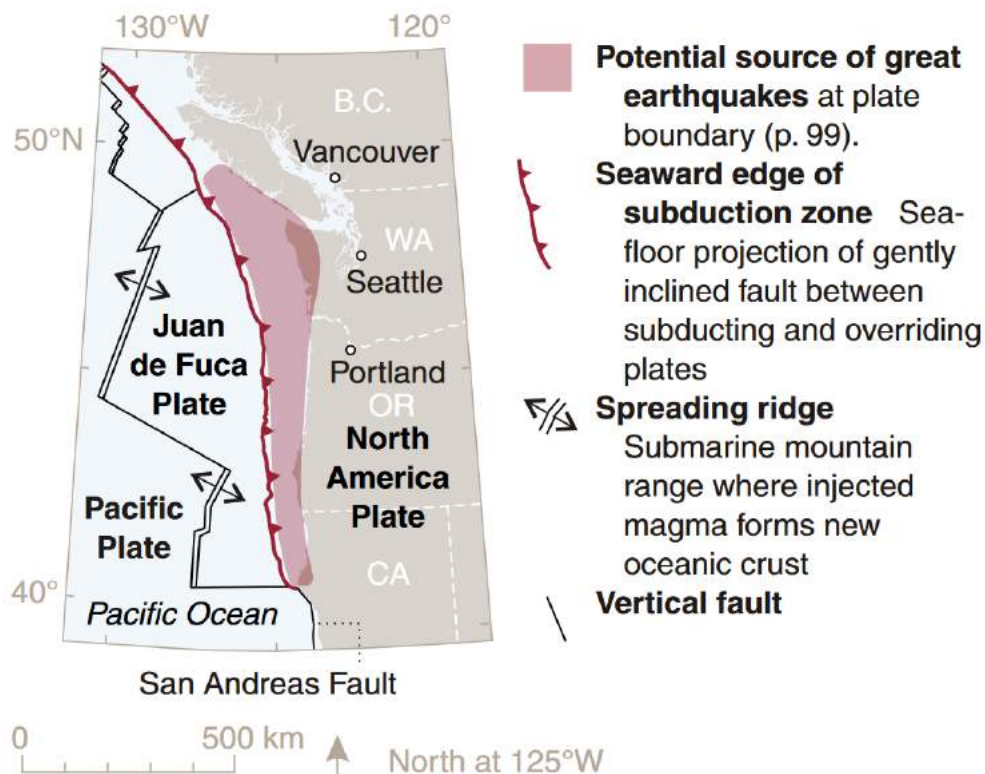 130°W
120°
50°N
B.C.
Vancouver
WA
Seattle
Juan
de Fuca
Plate
Portland
OR
North
America
Plate
Pacific
Plate
CA
40°
Pacific Ocean
San Andreas Fault
0
500 km
North at 125°W
Potential source of great
earthquakes at plate
boundary (p. 99).
Seaward edge of
subduction zone Sea-
floor projection of gently
inclined fault between
subducting and overriding
plates
Spreading ridge
Submarine mountain
range where injected
magma forms new
oceanic crust
Vertical fault